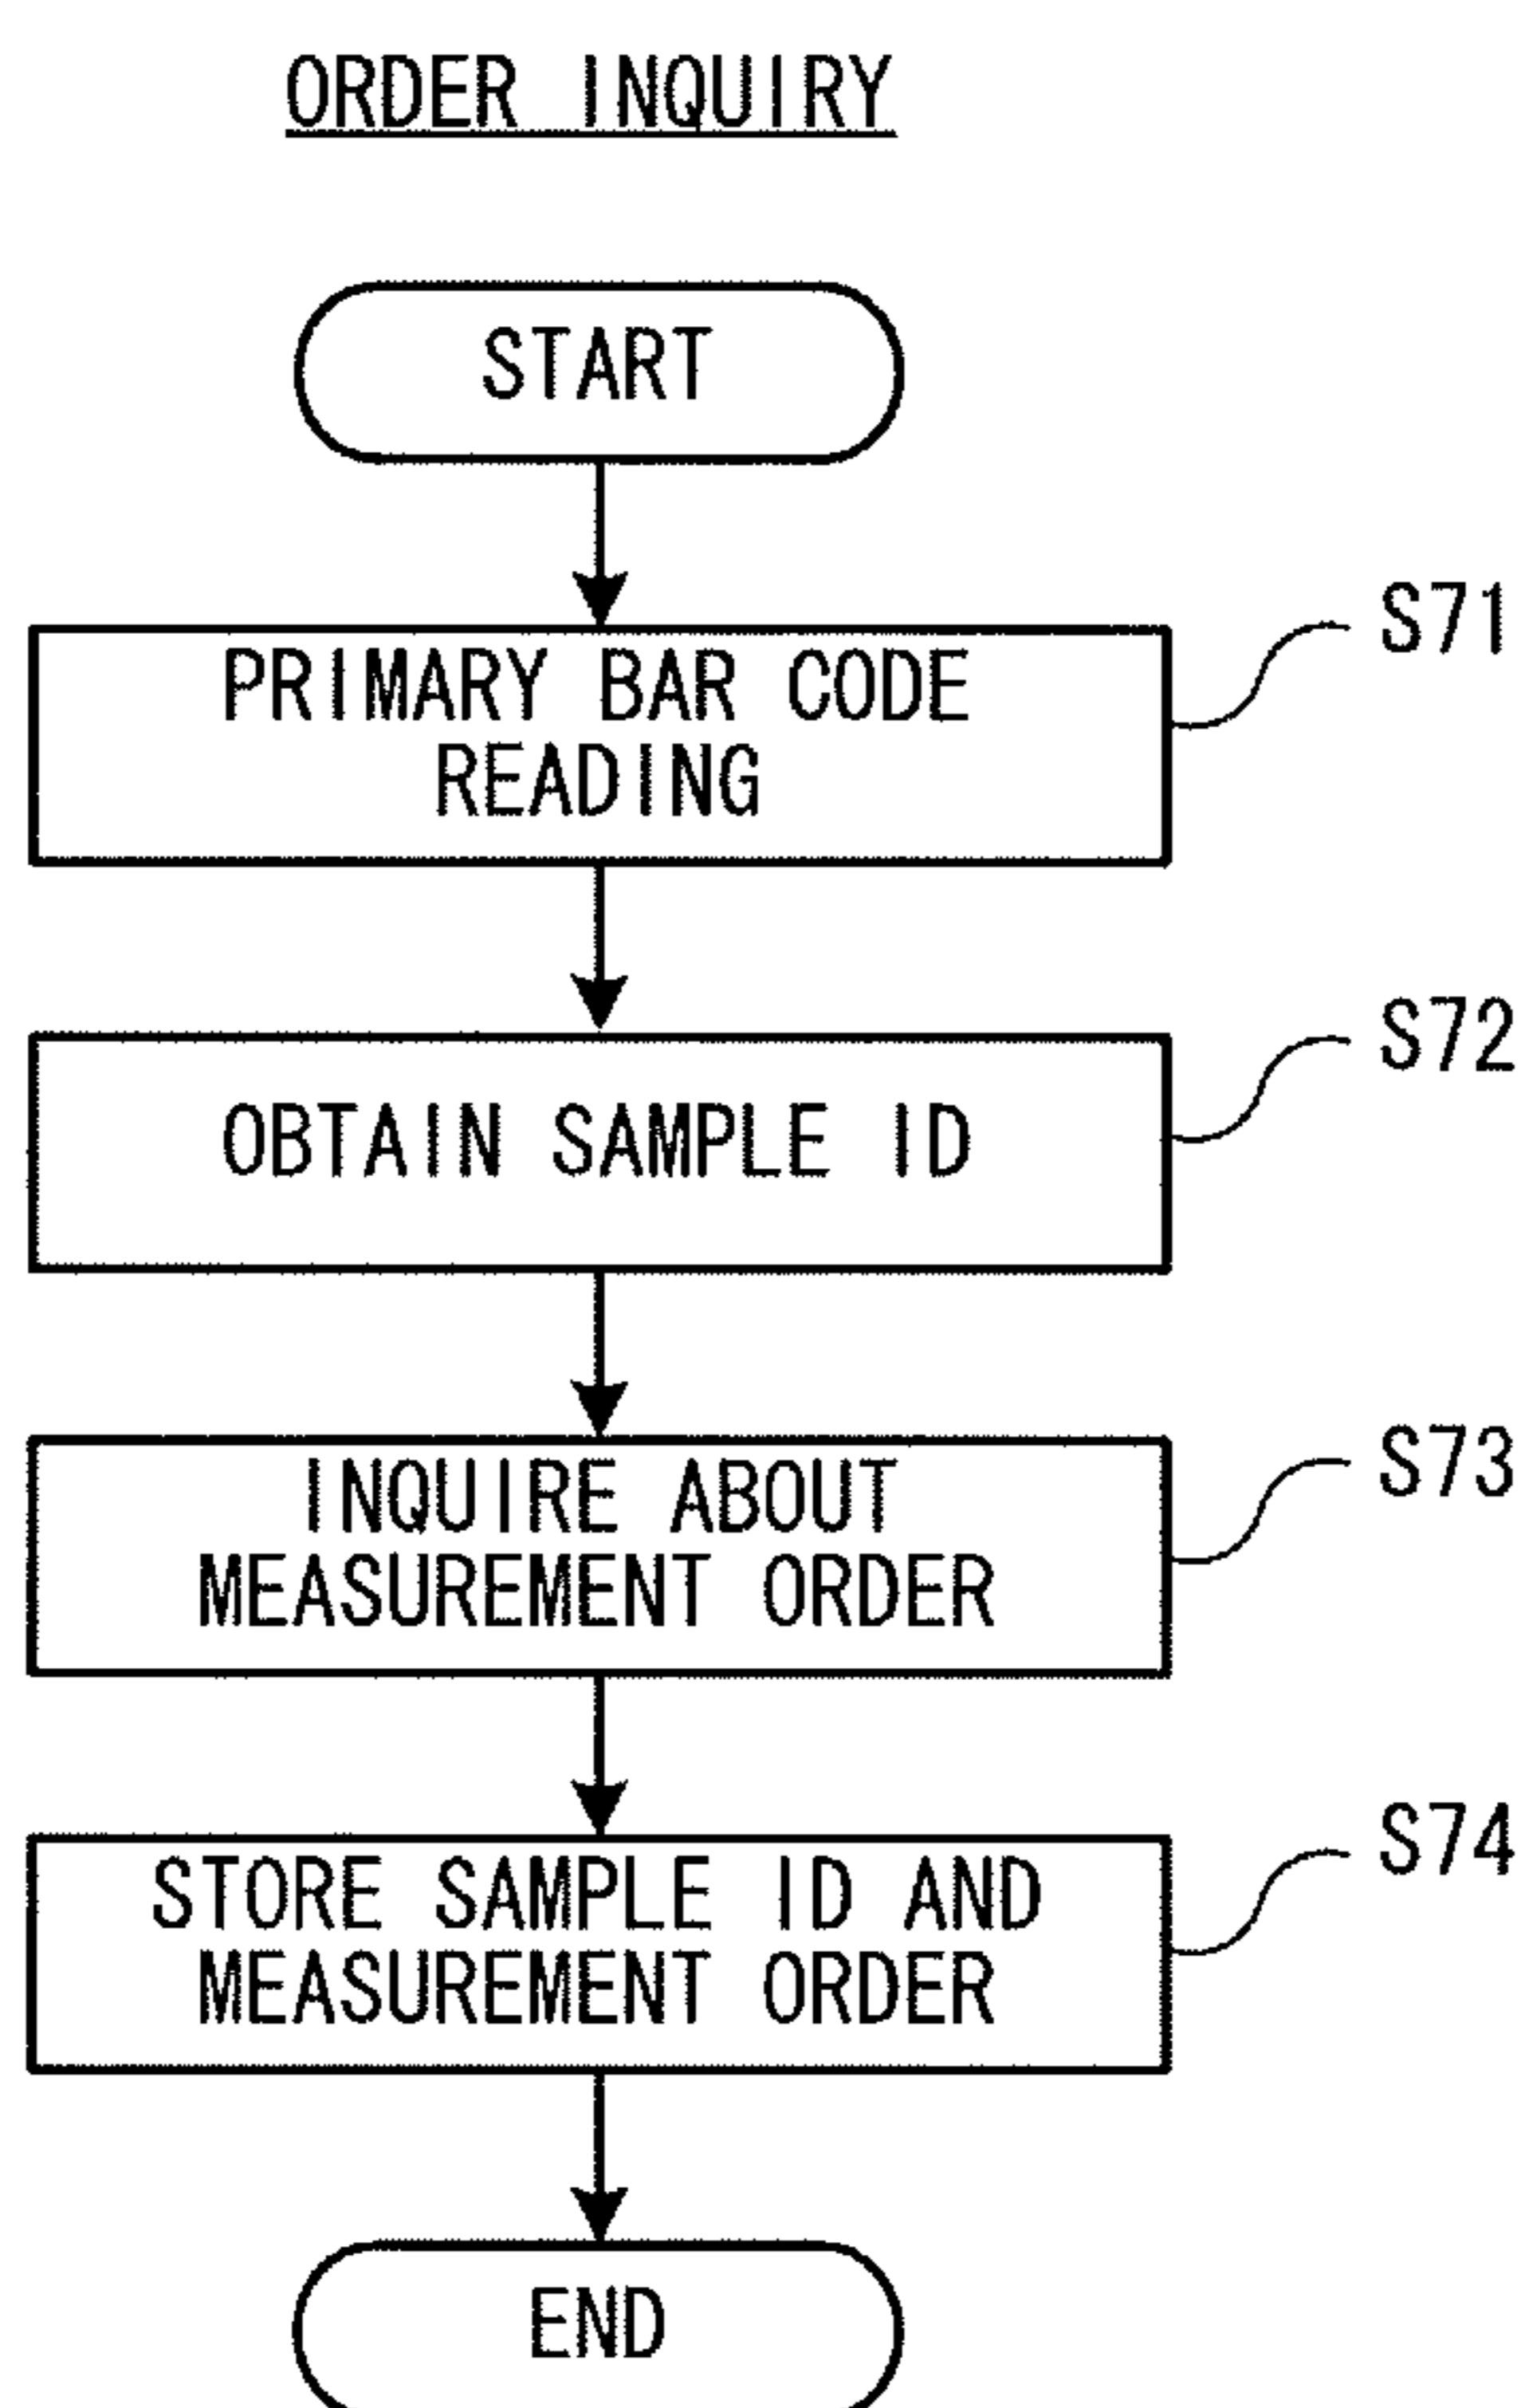 ORDER INQUIRY
START
S71
PRIMARY BAR CODE
READING
S72
OBTAIN SAMPLE ID
S73
INQUIRE ABOUT
MEASUREMENT ORDER
S74
STORE SAMPLE ID AND
MEASUREMENT ORDER
END